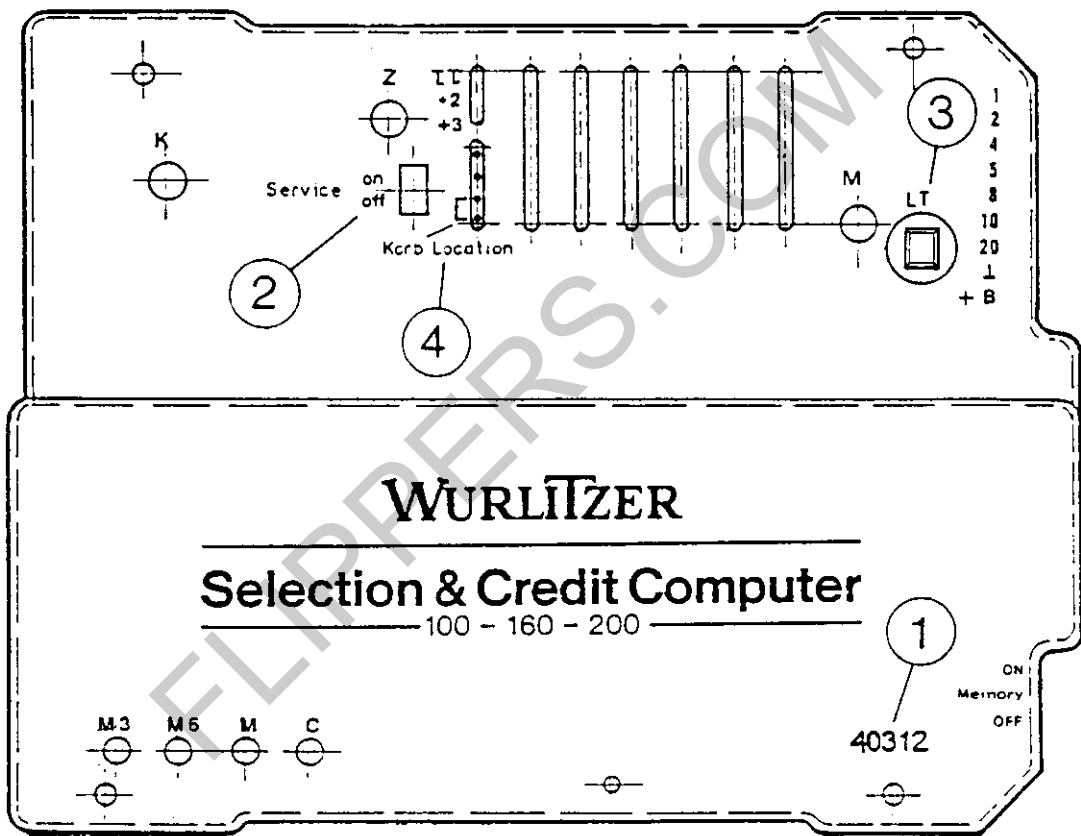 Z
+2
+3
K
Service on
off
Kcrb Location
M
LT
1
2
4
5
8
10
20
⊥
+ B
3
2
4
WURLITZER
Selection & Credit Computer
100 - 160 - 200
1
ON
Memory
OFF
40312
M3 M6 M C
FLIPPERS.COM